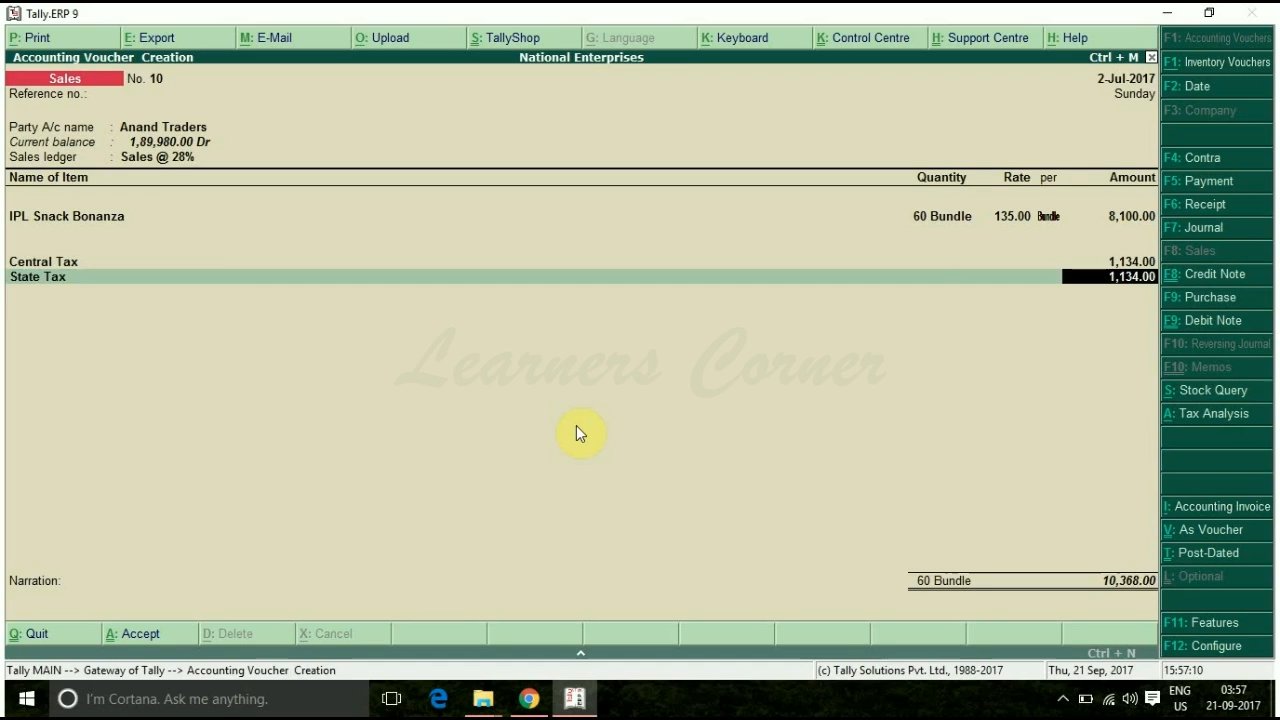 Tally.ERP 9
P: Print E: Export M: E-Mail O: Upload S: TallyShop G: Language K: Keyboard K: Control Centre H: Support Centre H: Help
Accounting Voucher Creation National Enterprises Ctrl + M
Sales No. 10 2-Jul-2017
Reference no.: Sunday
Party A/c name : Anand Traders
Current balance : 1,89,980.00 Dr
Sales ledger : Sales @ 28%
Name of Item Quantity Rate per Amount
IPL Snack Bonanza 60 Bundle 135.00 Bundle 8,100.00
Central Tax 1,134.00
State Tax 1,134.00
Learners Corner
Narration: 60 Bundle 10,368.00
Q: Quit A: Accept D: Delete X: Cancel
Ctrl + N
F1: Accounting Vouchers
F1: Inventory Vouchers
F2: Date
F3: Company
F4: Contra
F5: Payment
F6: Receipt
F7: Journal
F8: Sales
F8: Credit Note
F9: Purchase
F9: Debit Note
F10: Reversing Journal
F10: Memos
S: Stock Query
A: Tax Analysis
I: Accounting Invoice
V: As Voucher
T: Post-Dated
L: Optional
F11: Features
F12: Configure
Tally MAIN --> Gateway of Tally --> Accounting Voucher Creation (c) Tally Solutions Pvt. Ltd., 1988-2017 Thu, 21 Sep, 2017 15:57:10
I'm Cortana. Ask me anything. ENG 03:57
US 21-09-2017